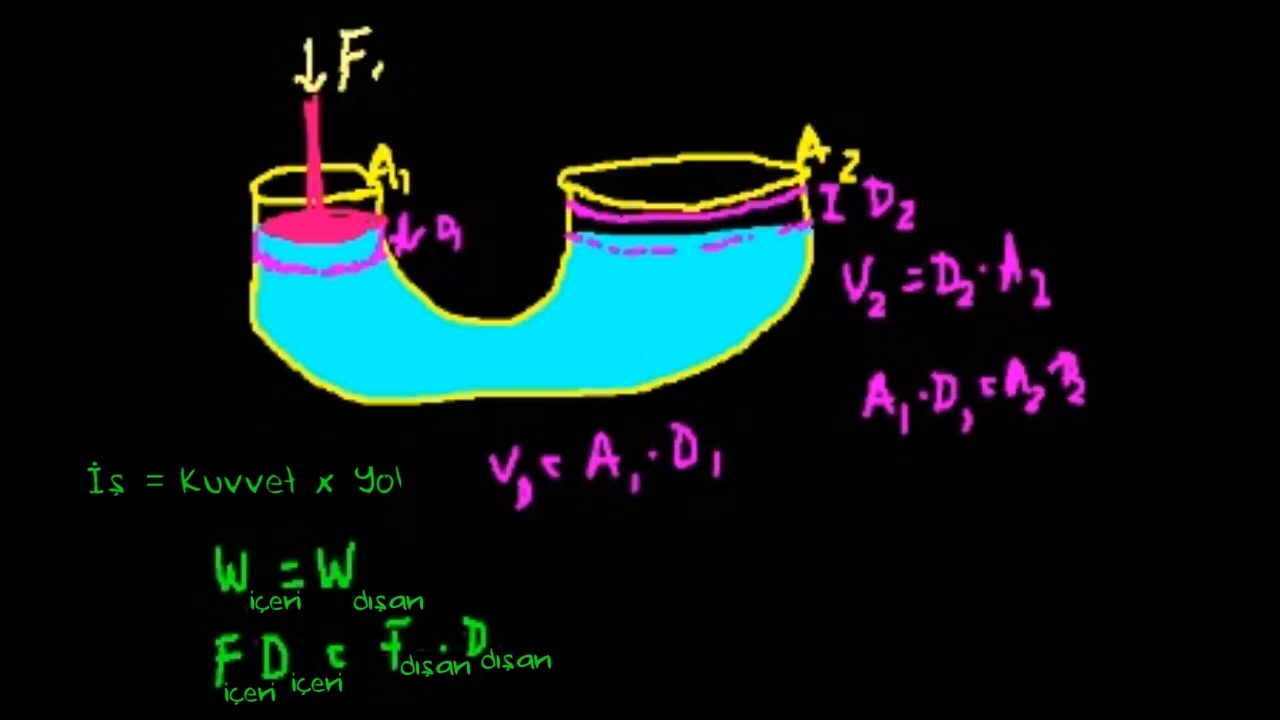 F₁
A₁
A₂
D₁
D₂
V₂ = D₂ · A₂
A₁ · D₁ = A₂ D₂
V₁ = A₁ · D₁
İş = Kuvvet x Yol
W içeri = W dışarı
F içeri D içeri = F dışarı · D dışarı